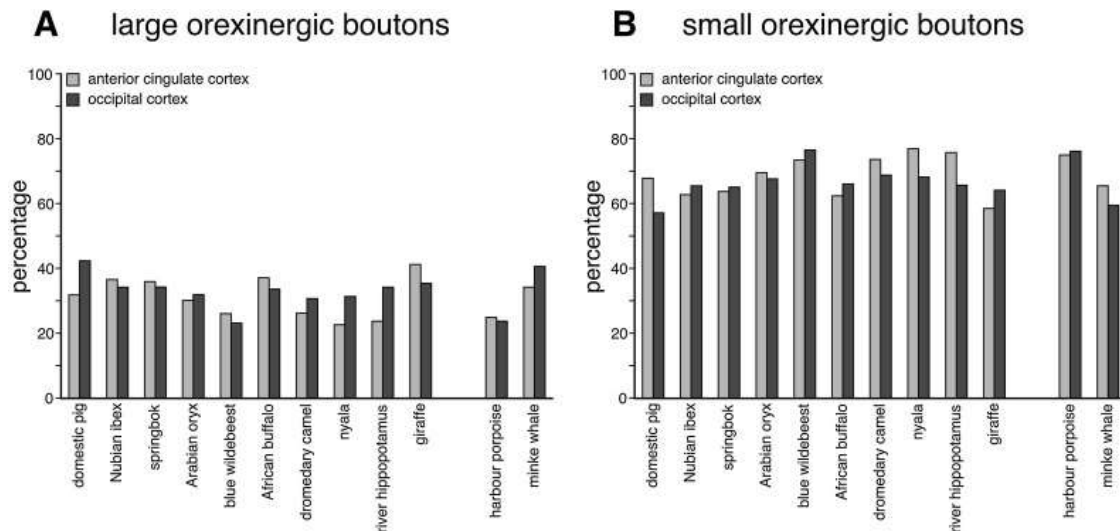 A large orexinergic boutons
anterior cingulate cortex
occipital cortex
percentage
100
80
60
40
20
0
domestic pig
Nubian ibex
springbok
Arabian oryx
blue wildebeest
African buffalo
dromedary camel
nyala
river hippopotamus
giraffe
harbour porpoise
minke whale
B small orexinergic boutons
anterior cingulate cortex
occipital cortex
percentage
100
80
60
40
20
0
domestic pig
Nubian ibex
springbok
Arabian oryx
blue wildebeest
African buffalo
dromedary camel
nyala
river hippopotamus
giraffe
harbour porpoise
minke whale